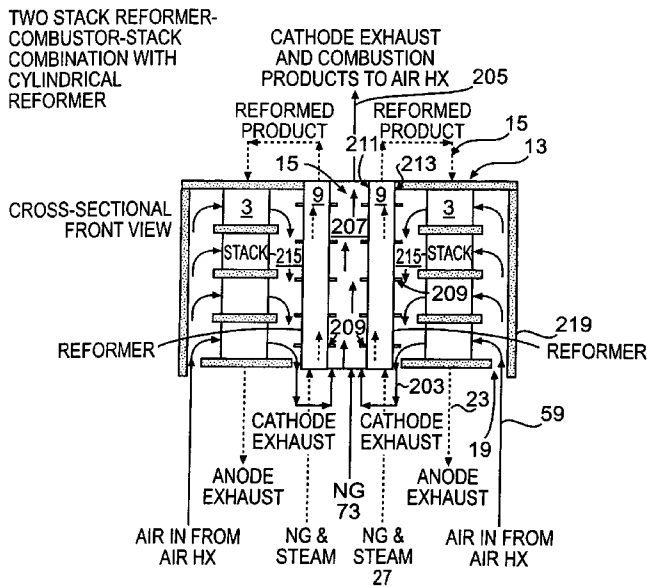 TWO STACK REFORMER-
COMBUSTOR-STACK
COMBINATION WITH
CYLINDRICAL
REFORMER
CATHODE EXHAUST
AND COMBUSTION
PRODUCTS TO AIR HX
205
REFORMED
PRODUCT
REFORMED
PRODUCT
211
15
13
213
15
CROSS-SECTIONAL
FRONT VIEW
3
9
9
3
207
STACK
215
215
STACK
209
209
219
REFORMER
REFORMER
203
23
59
19
CATHODE
EXHAUST
CATHODE
EXHAUST
ANODE
EXHAUST
NG
73
ANODE
EXHAUST
AIR IN FROM
AIR HX
NG &
STEAM
NG &
STEAM
27
AIR IN FROM
AIR HX